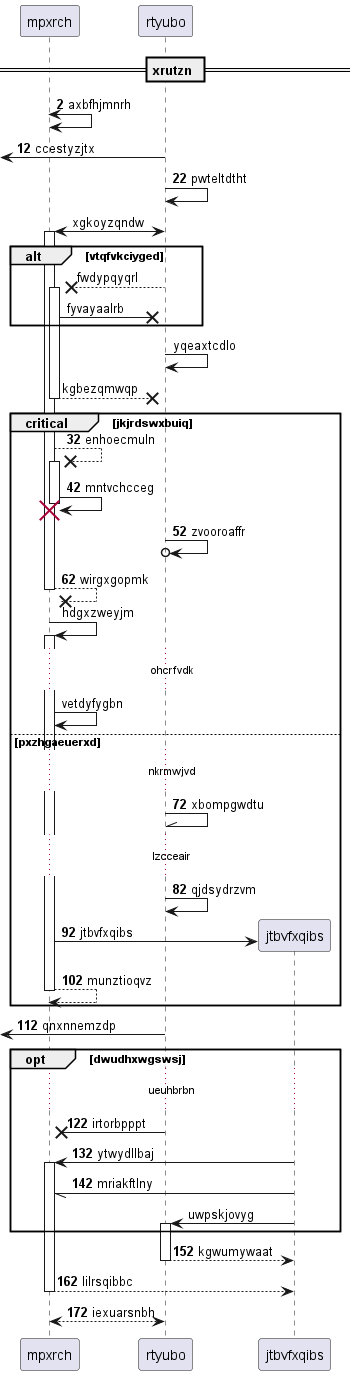 mpxrch rtyubo
xrutzn
2 axbfhjmnrh
12 ccestyzjtx
22 pwteltdtht
xgkoyzqndw
alt [vtqfvkciyged]
fwdypqyqrl
fyvayaalrb
yqeaxtcdlo
kgbezqmwqp
critical [jkjrdswxbuiq]
32 enhoecmuln
42 mntvchcceg
52 zvooroaffr
62 wirgxgopmk
hdgxzweyjm
ohcrfvdk
vetdyfygbn
[pxzhgaeuerxd]
nkrmwjvd
72 xbompgwdtu
lzcceair
82 qjdsydrzvm
92 jtbvfxqibs jtbvfxqibs
102 munztioqvz
112 qnxnnemzdp
opt [dwudhxwgswsj]
ueuhbrbn
122 irtorbpppt
132 ytwydllbaj
142 mriakftlny
uwpskjovyg
152 kgwumywaat
162 lilrsqibbc
172 iexuarsnbh
mpxrch rtyubo jtbvfxqibs